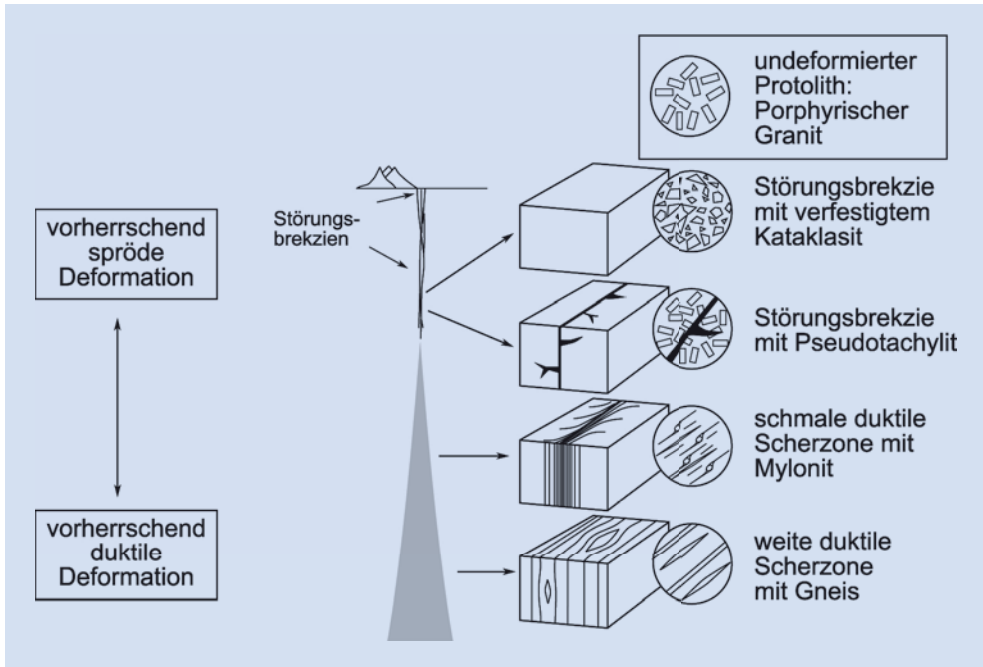 undeformierter
Protolith:
Porphyrischer
Granit
Störungsbrekzie
mit verfestigtem
Kataklasit
Störungs-
brekzien
vorherrschend
spröde
Deformation
Störungsbrekzie
mit Pseudotachylit
schmale duktile
Scherzone mit
Mylonit
vorherrschend
duktile
Deformation
weite duktile
Scherzone
mit Gneis